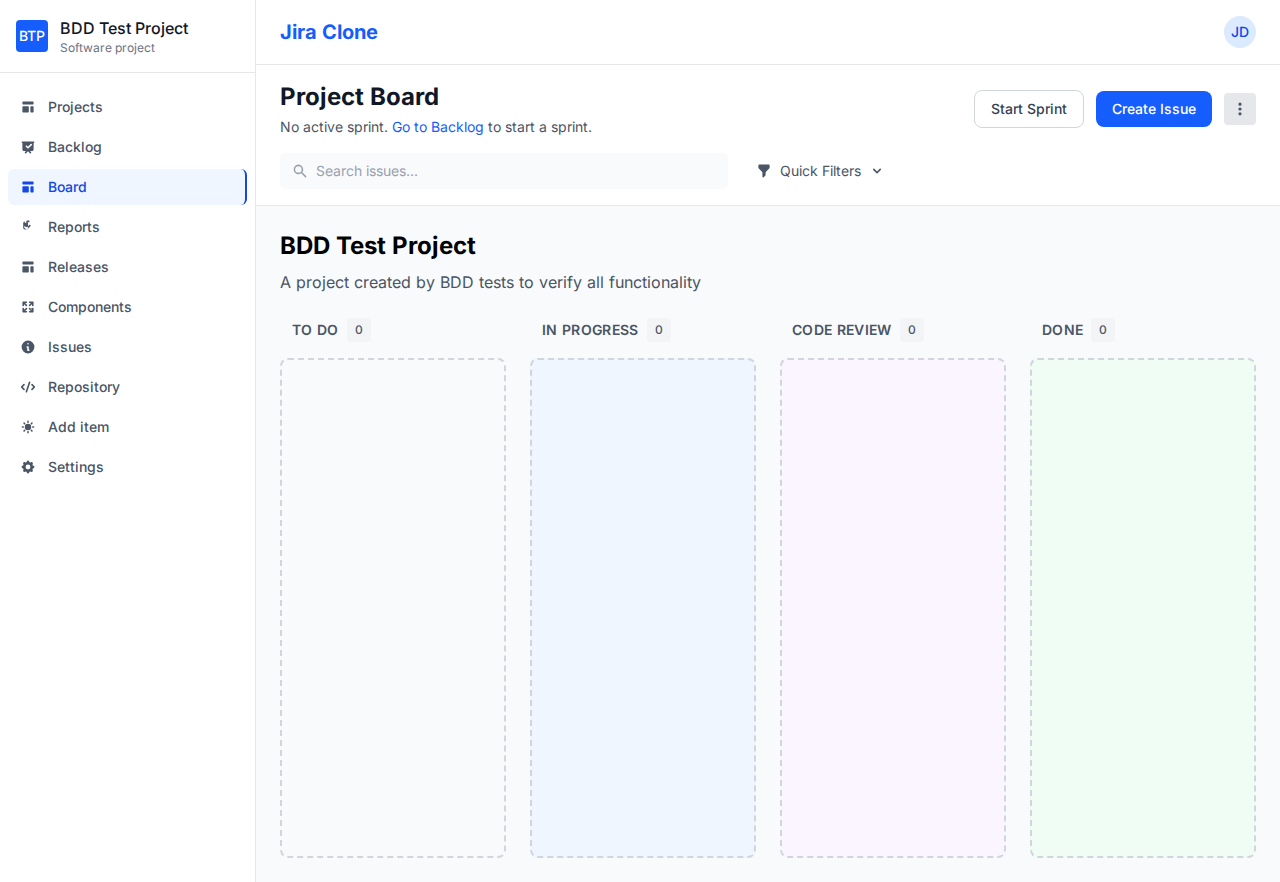 BTP
BDD Test Project
Software project
Projects
Backlog
Board
Reports
Releases
Components
Issues
Repository
Add item
Settings
Jira Clone
JD
Project Board
No active sprint. Go to Backlog to start a sprint.
Start Sprint
Create Issue
Search issues...
Quick Filters
BDD Test Project
A project created by BDD tests to verify all functionality
TO DO 0
IN PROGRESS 0
CODE REVIEW 0
DONE 0